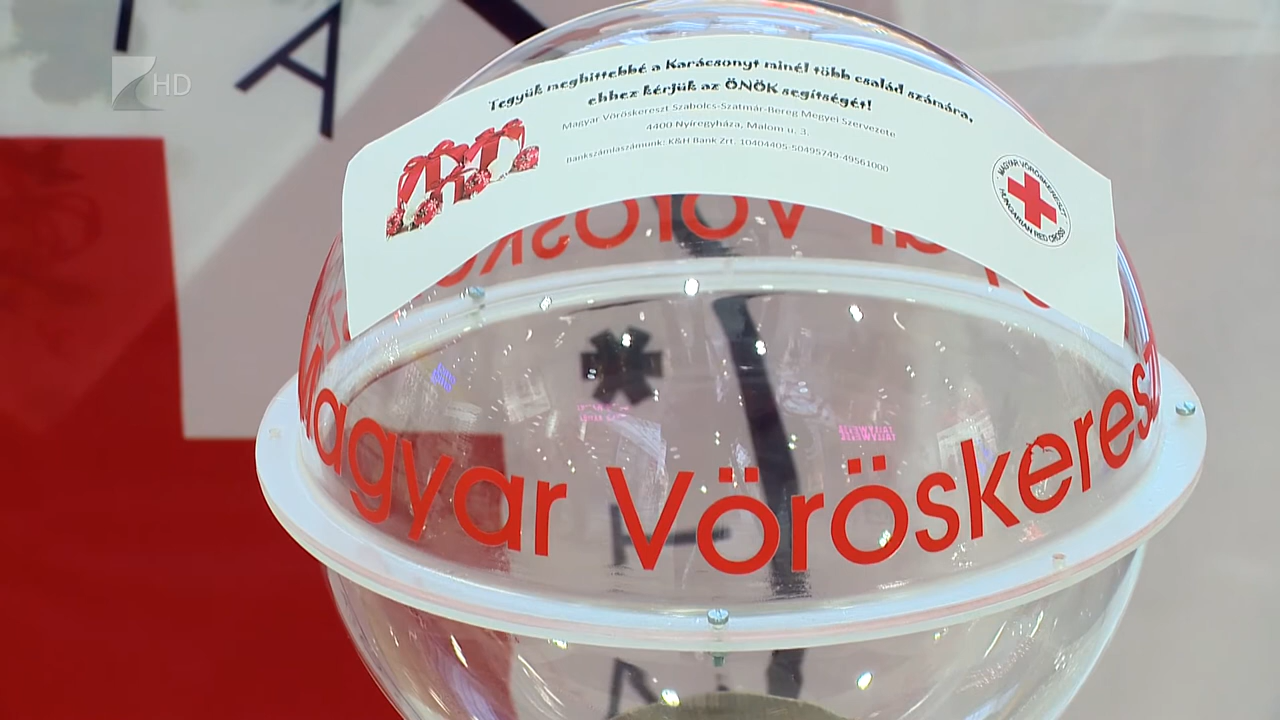 HD
Tegyük meghittebbé a Karácsonyt minél több család számára,
ehhez kérjük az ÖNÖK segítségét!
Magyar Vöröskereszt Szabolcs-Szatmár-Bereg Megyei Szervezete
4400 Nyíregyháza, Malom u. 3.
Bankszámlaszámunk: K&H Bank Zrt. 10404405-50495749-49561000
MAGYAR VÖRÖSKERESZT
HUNGARIAN RED CROSS
Magyar Vöröskereszt